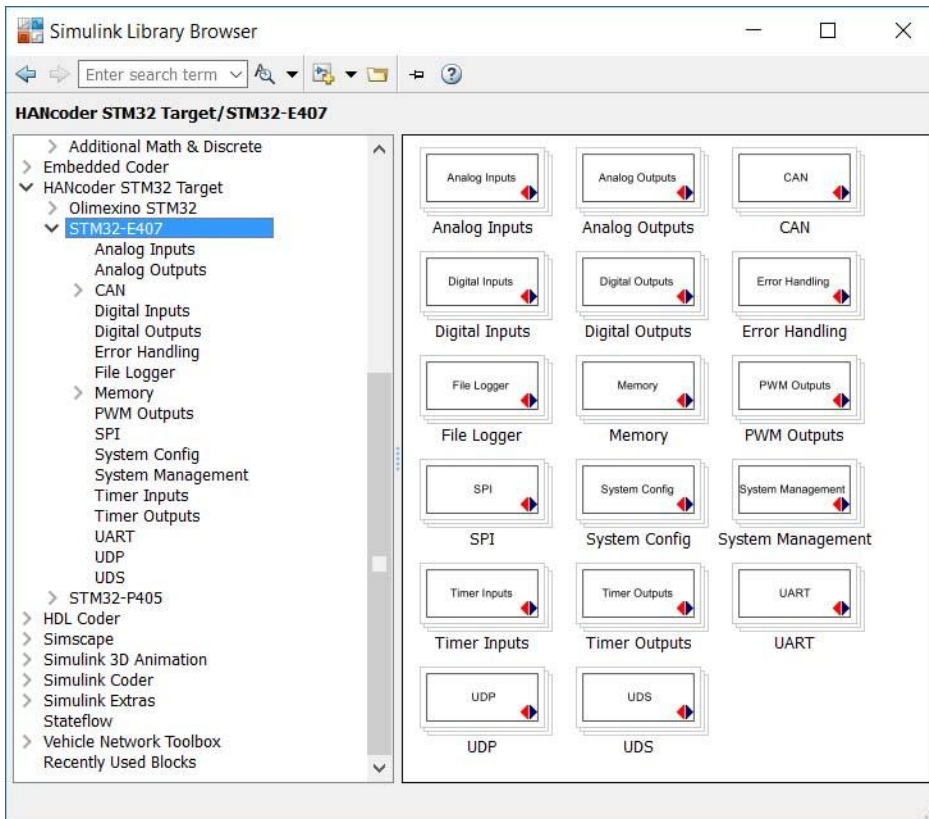 Simulink Library Browser
Enter search term
HANcoder STM32 Target/STM32-E407
Additional Math & Discrete
Embedded Coder
HANcoder STM32 Target
Olimexino STM32
STM32-E407
Analog Inputs
Analog Outputs
CAN
Digital Inputs
Digital Outputs
Error Handling
File Logger
Memory
PWM Outputs
SPI
System Config
System Management
Timer Inputs
Timer Outputs
UART
UDP
UDS
STM32-P405
HDL Coder
Simscape
Simulink 3D Animation
Simulink Coder
Simulink Extras
Stateflow
Vehicle Network Toolbox
Recently Used Blocks
Analog Inputs Analog Outputs CAN
Analog Inputs Analog Outputs CAN
Digital Inputs Digital Outputs Error Handling
Digital Inputs Digital Outputs Error Handling
File Logger Memory PWM Outputs
File Logger Memory PWM Outputs
SPI System Config System Management
SPI System Config System Management
Timer Inputs Timer Outputs UART
Timer Inputs Timer Outputs UART
UDP UDS
UDP UDS